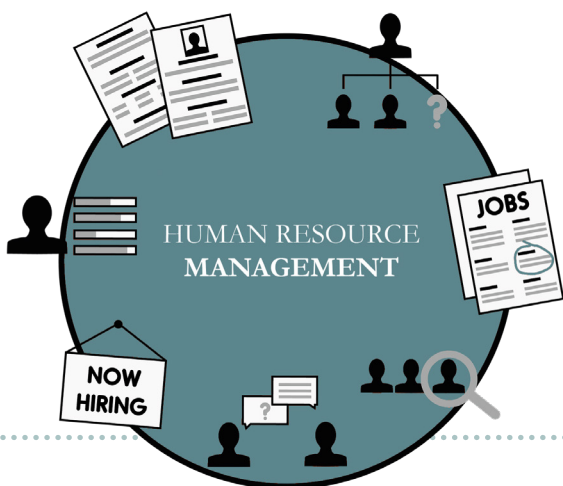 JOBS
HUMAN RESOURCE
MANAGEMENT
NOW
HIRING
?
?